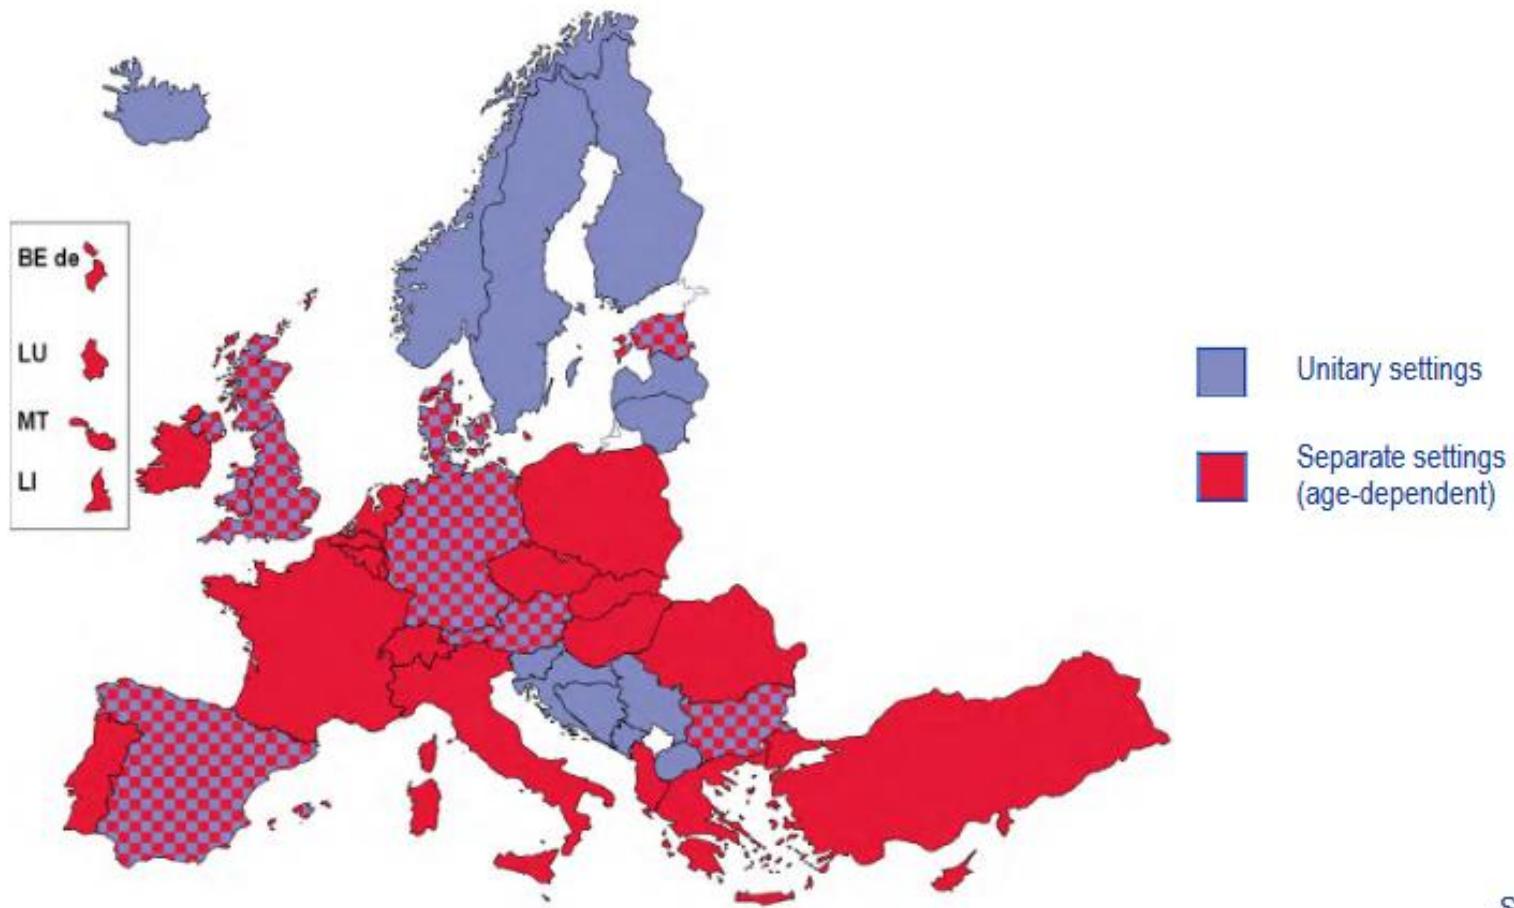 BE de
LU
MT
LI
Unitary settings
Separate settings
(age-dependent)
S